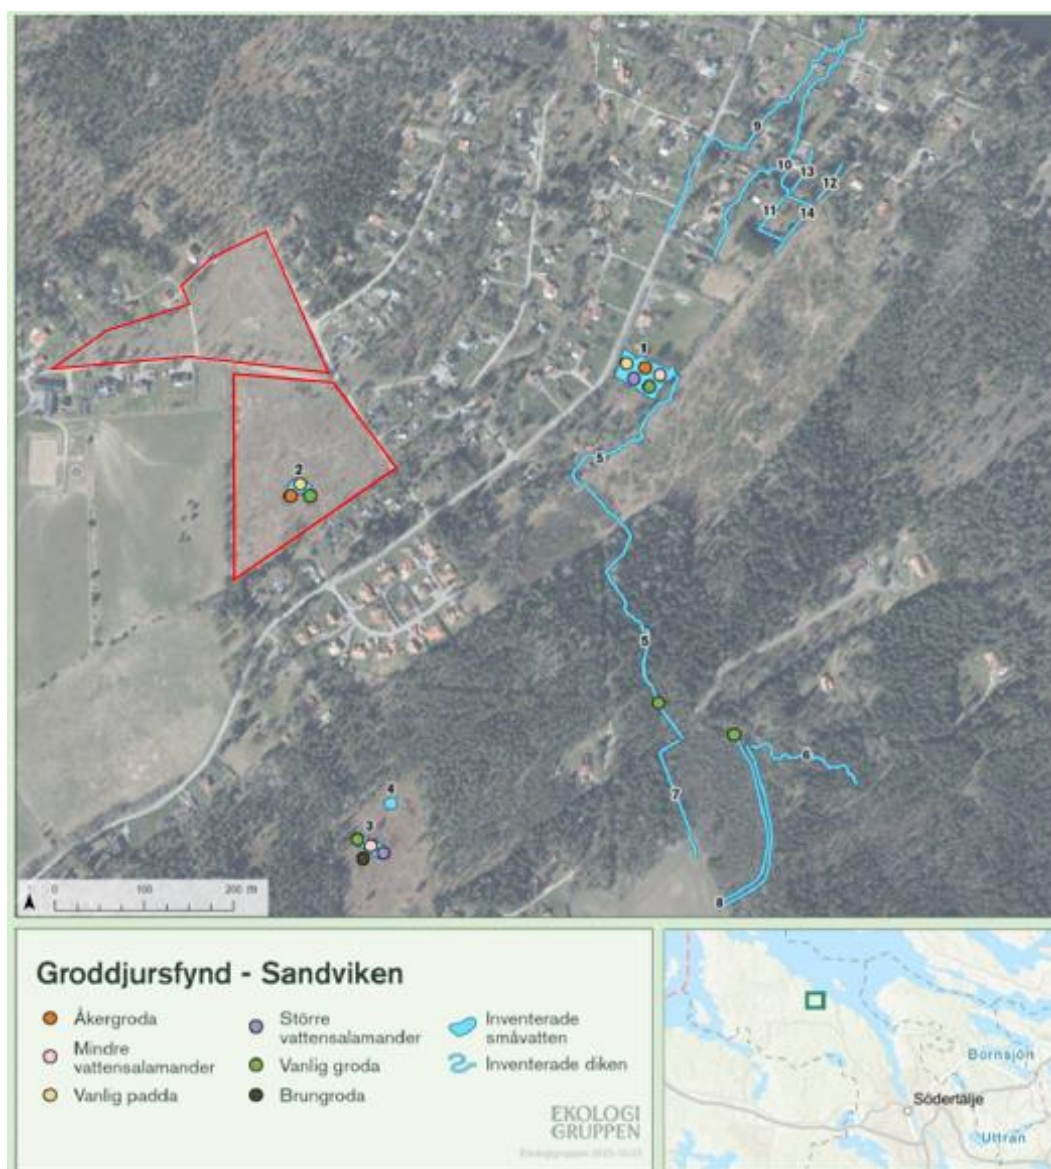 9
10
13
12
11
14
1
5
2
5
6
4
7
3
8
0 100 200 m
Groddjursfynd - Sandviken
Åkergroda
Mindre
vattensalamander
Vanlig padda
Större
vattensalamander
Vanlig groda
Brungroda
Inventerade
småvatten
Inventerade diken
EKOLOGI
GRUPPEN
Bornsjön
Södertälje
Uttran